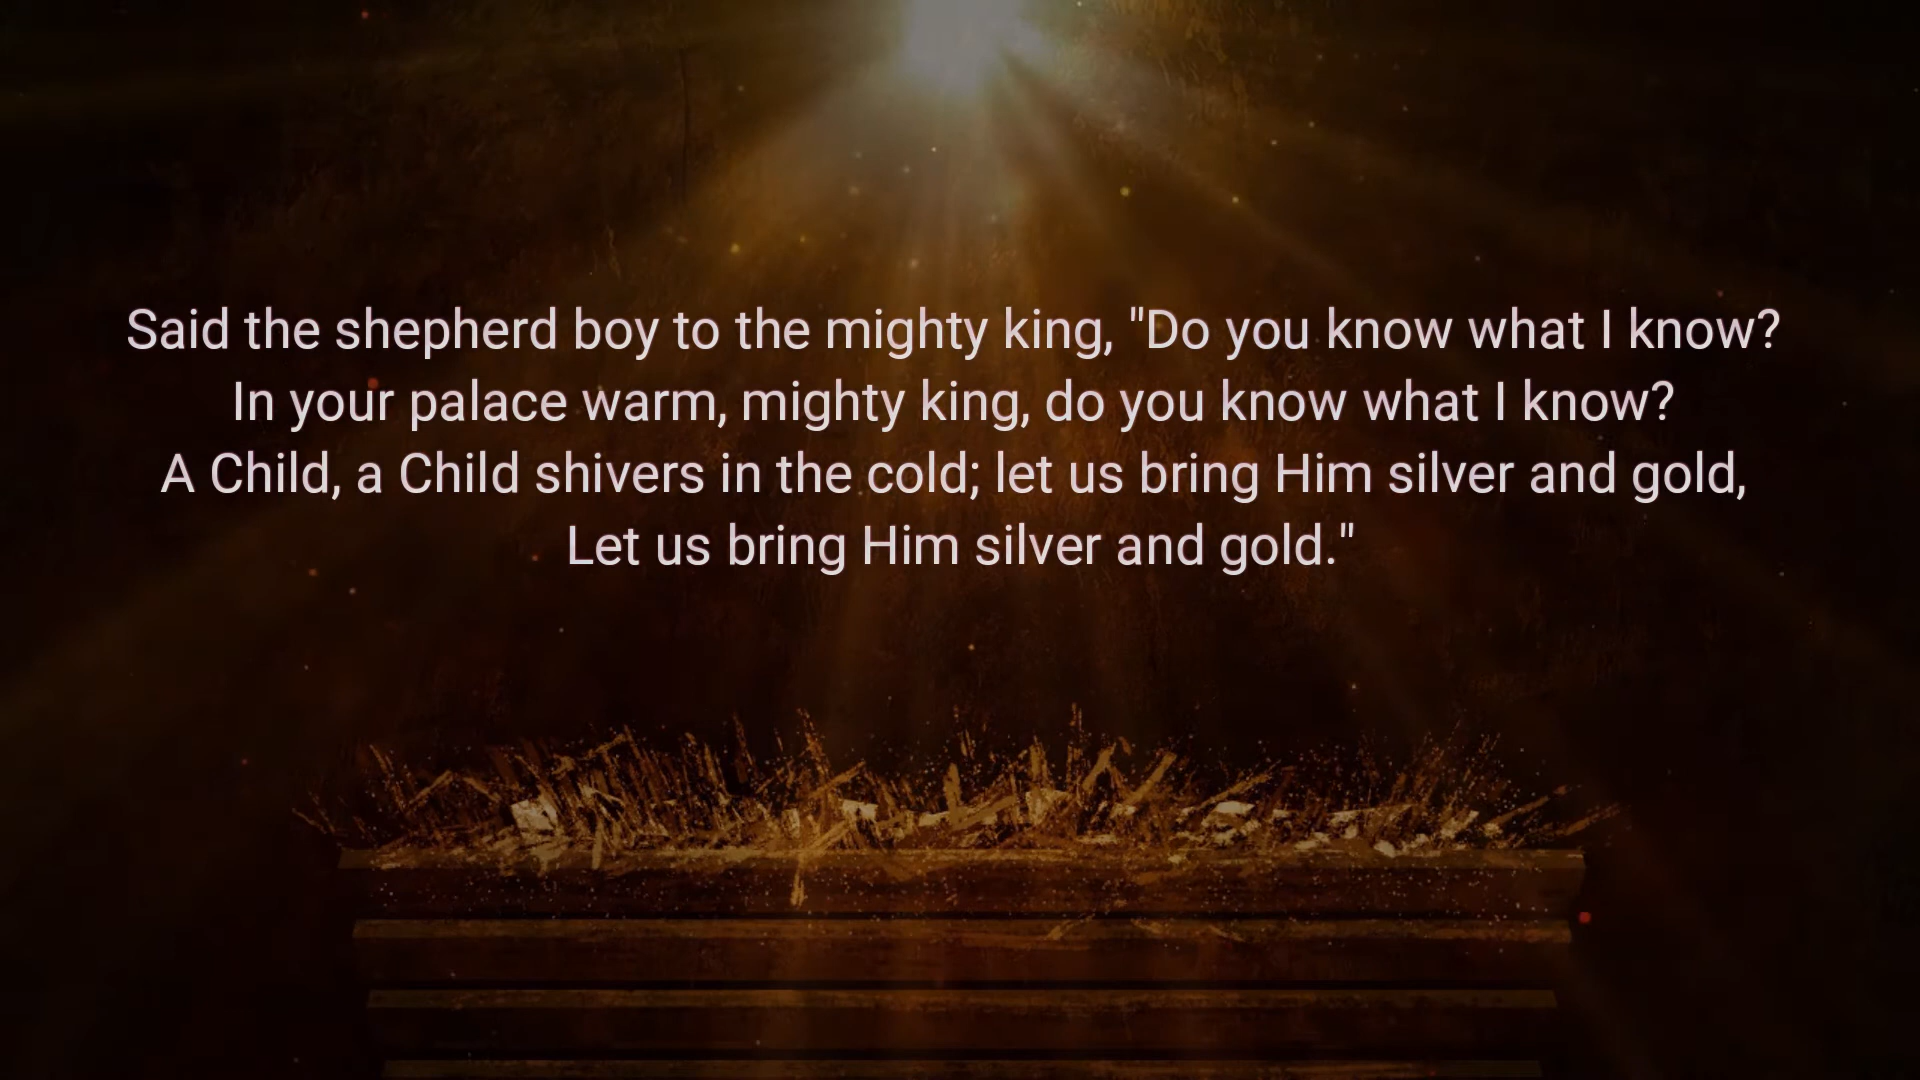 Said the shepherd boy to the mighty king, "Do you know what I know?
In your palace warm, mighty king, do you know what I know?
A Child, a Child shivers in the cold; let us bring Him silver and gold,
Let us bring Him silver and gold."